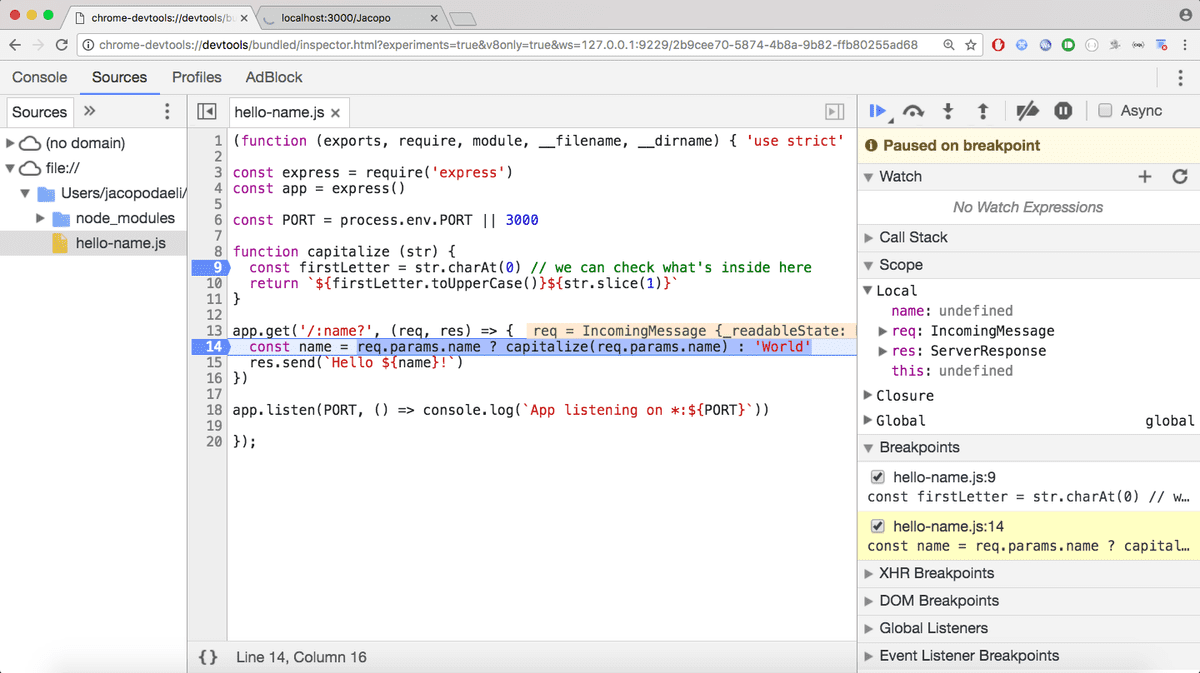 chrome-devtools://devtools/b
localhost:3000/Jacopo
chrome-devtools://devtools/bundled/inspector.html?experiments=true&v8only=true&ws=127.0.0.1:9229/2b9cee70-5874-4b8a-9b82-ffb80255ad68
Console Sources Profiles AdBlock
Sources »
(no domain)
file://
Users/jacopodaeli/
node_modules
hello-name.js
hello-name.js ×
1 (function (exports, require, module, __filename, __dirname) { 'use strict'
2
3 const express = require('express')
4 const app = express()
5
6 const PORT = process.env.PORT || 3000
7
8 function capitalize (str) {
9 const firstLetter = str.charAt(0) // we can check what's inside here
10 return `${firstLetter.toUpperCase()}${str.slice(1)}`
11 }
12
13 app.get('/:name?', (req, res) => { req = IncomingMessage {_readableState:
14 const name = req.params.name ? capitalize(req.params.name) : 'World'
15 res.send(`Hello ${name}!`)
16 })
17
18 app.listen(PORT, () => console.log(`App listening on *:${PORT}`))
19
20 });
{} Line 14, Column 16
Async
Paused on breakpoint
Watch
No Watch Expressions
Call Stack
Scope
Local
name: undefined
req: IncomingMessage
res: ServerResponse
this: undefined
Closure
Global global
Breakpoints
hello-name.js:9
const firstLetter = str.charAt(0) // w…
hello-name.js:14
const name = req.params.name ? capital…
XHR Breakpoints
DOM Breakpoints
Global Listeners
Event Listener Breakpoints